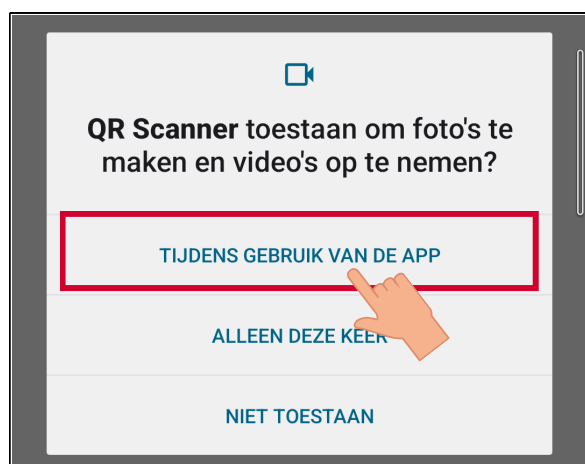 QR Scanner toestaan om foto's te
maken en video's op te nemen?
TIJDENS GEBRUIK VAN DE APP
ALLEEN DEZE KEER
NIET TOESTAAN